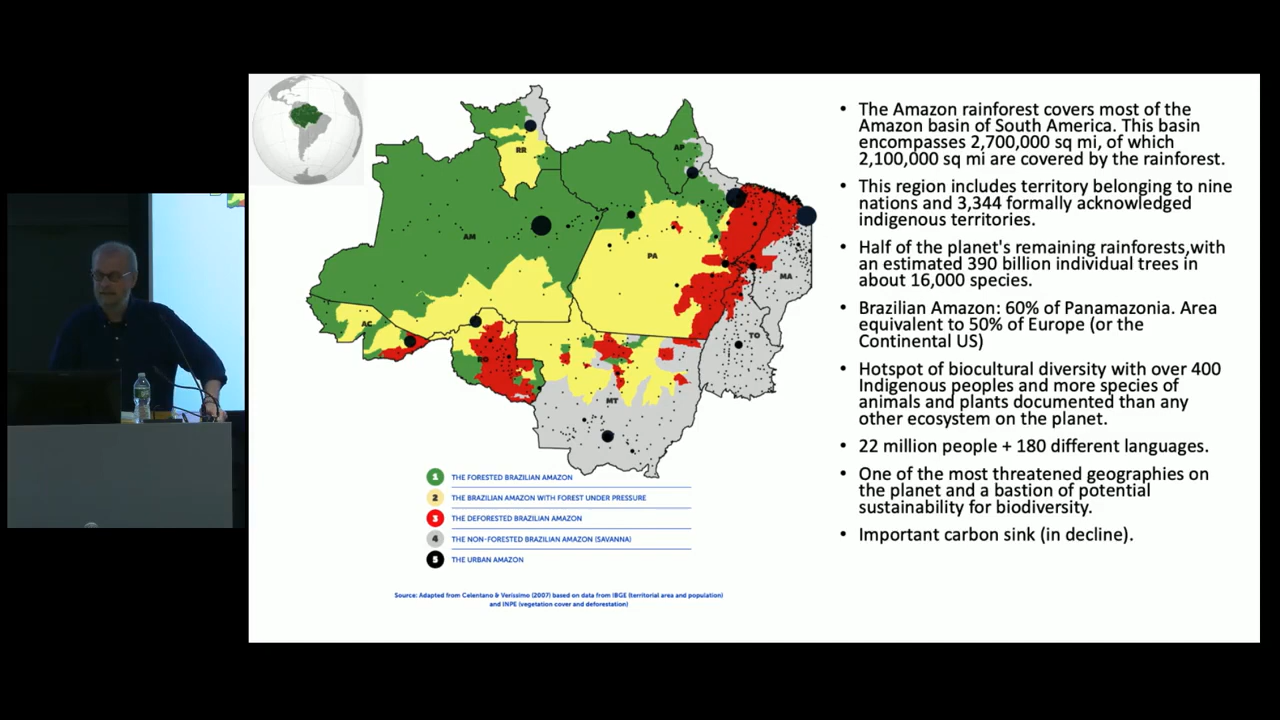 RR
AP
AM
PA
MA
AC
TO
RO
MT
1 THE FORESTED BRAZILIAN AMAZON
2 THE BRAZILIAN AMAZON WITH FOREST UNDER PRESSURE
3 THE DEFORESTED BRAZILIAN AMAZON
4 THE NON-FORESTED BRAZILIAN AMAZON (SAVANNA)
5 THE URBAN AMAZON
Source: Adapted from Celentano & Veríssimo (2007) based on data from IBGE (territorial area and population)
and INPE (vegetation cover and deforestation)
• The Amazon rainforest covers most of the
Amazon basin of South America. This basin
encompasses 2,700,000 sq mi, of which
2,100,000 sq mi are covered by the rainforest.
• This region includes territory belonging to nine
nations and 3,344 formally acknowledged
indigenous territories.
• Half of the planet's remaining rainforests,with
an estimated 390 billion individual trees in
about 16,000 species.
• Brazilian Amazon: 60% of Panamazonia. Area
equivalent to 50% of Europe (or the
Continental US)
• Hotspot of biocultural diversity with over 400
Indigenous peoples and more species of
animals and plants documented than any
other ecosystem on the planet.
• 22 million people + 180 different languages.
• One of the most threatened geographies on
the planet and a bastion of potential
sustainability for biodiversity.
• Important carbon sink (in decline).